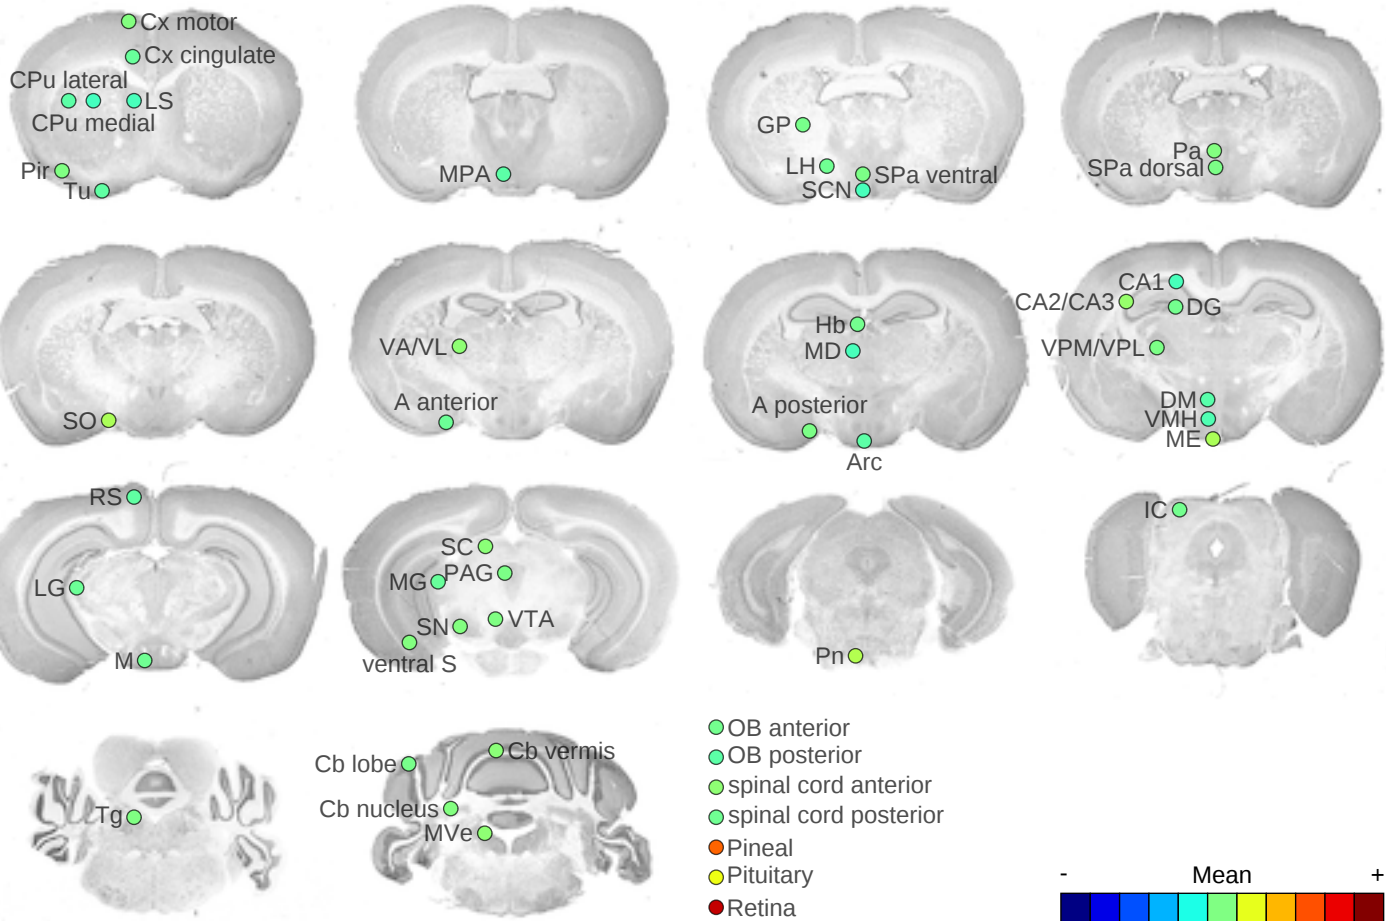 Cx motor
Cx cingulate
CPu lateral
LS
CPu medial
Pir
Tu
MPA
GP
LH
SPa ventral
SCN
Pa
SPa dorsal
SO
VA/VL
A anterior
Hb
MD
A posterior
Arc
CA1
CA2/CA3
DG
VPM/VPL
DM
VMH
ME
RS
LG
M
SC
PAG
MG
VTA
SN
ventral S
Pn
IC
Tg
Cb vermis
Cb lobe
Cb nucleus
MVe
OB anterior
OB posterior
spinal cord anterior
spinal cord posterior
Pineal
Pituitary
Retina
- Mean +